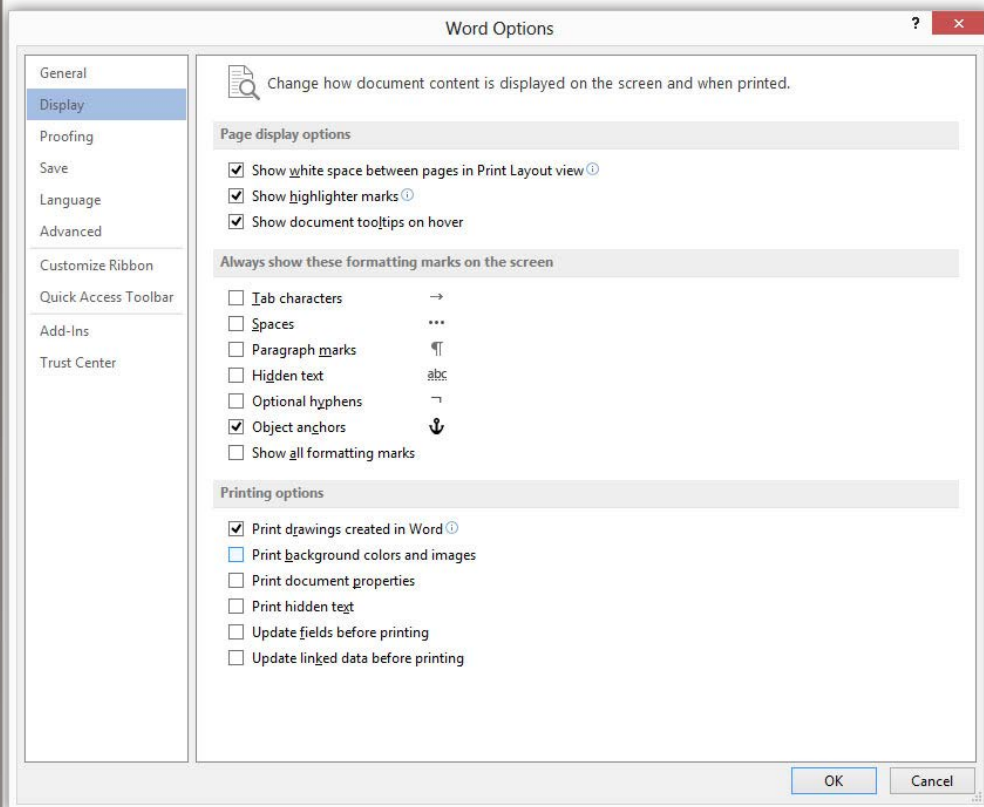 Word Options
?
General
Display
Proofing
Save
Language
Advanced
Customize Ribbon
Quick Access Toolbar
Add-Ins
Trust Center
Change how document content is displayed on the screen and when printed.
Page display options
Show white space between pages in Print Layout view
Show highlighter marks
Show document tooltips on hover
Always show these formatting marks on the screen
Tab characters →
Spaces •••
Paragraph marks ¶
Hidden text abc
Optional hyphens ¬
Object anchors
Show all formatting marks
Printing options
Print drawings created in Word
Print background colors and images
Print document properties
Print hidden text
Update fields before printing
Update linked data before printing
OK Cancel